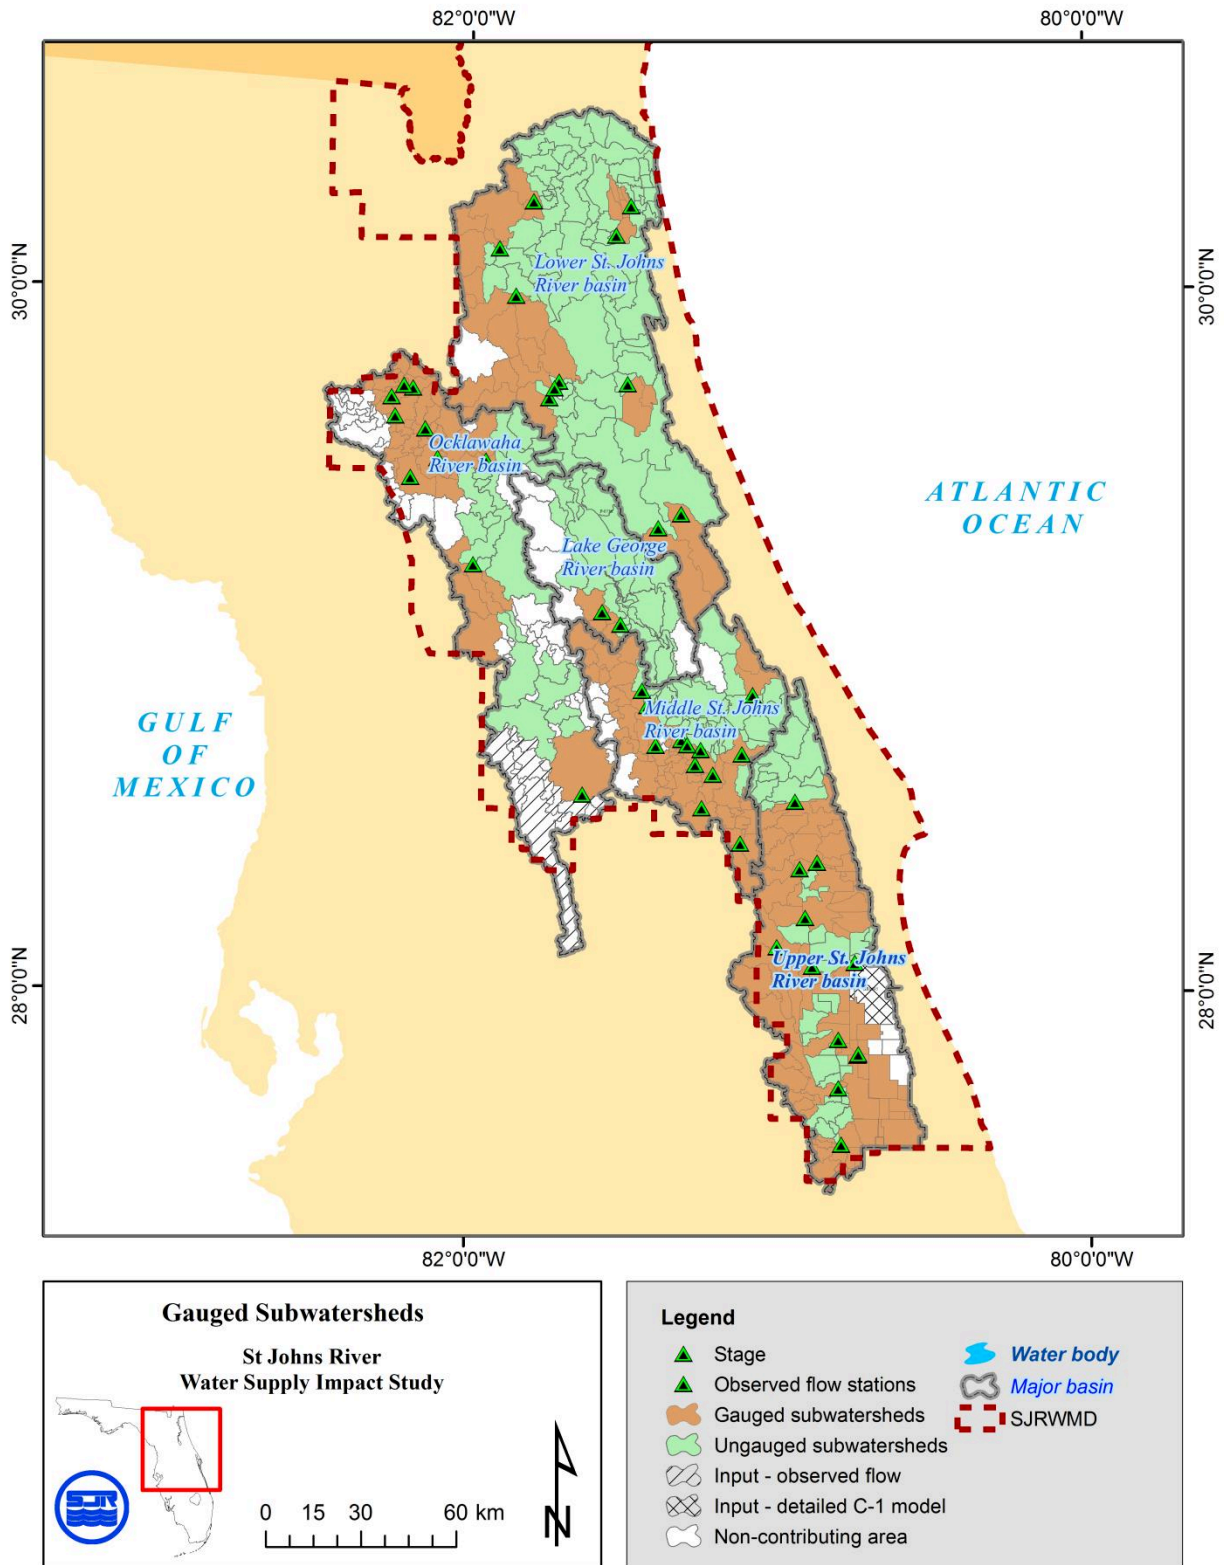 82°0'0"W
80°0'0"W
30°0'0"N
30°0'0"N
Lower St. Johns
River basin
Ocklawaha
River basin
ATLANTIC
OCEAN
Lake George
River basin
GULF
OF
MEXICO
Middle St. Johns
River basin
28°0'0"N
28°0'0"N
Upper St. Johns
River basin
82°0'0"W
80°0'0"W
Gauged Subwatersheds
St Johns River
Water Supply Impact Study
SJR
0 15 30 60 km
N
Legend
Stage
Observed flow stations
Gauged subwatersheds
Ungauged subwatersheds
Input - observed flow
Input - detailed C-1 model
Non-contributing area
Water body
Major basin
SJRWMD